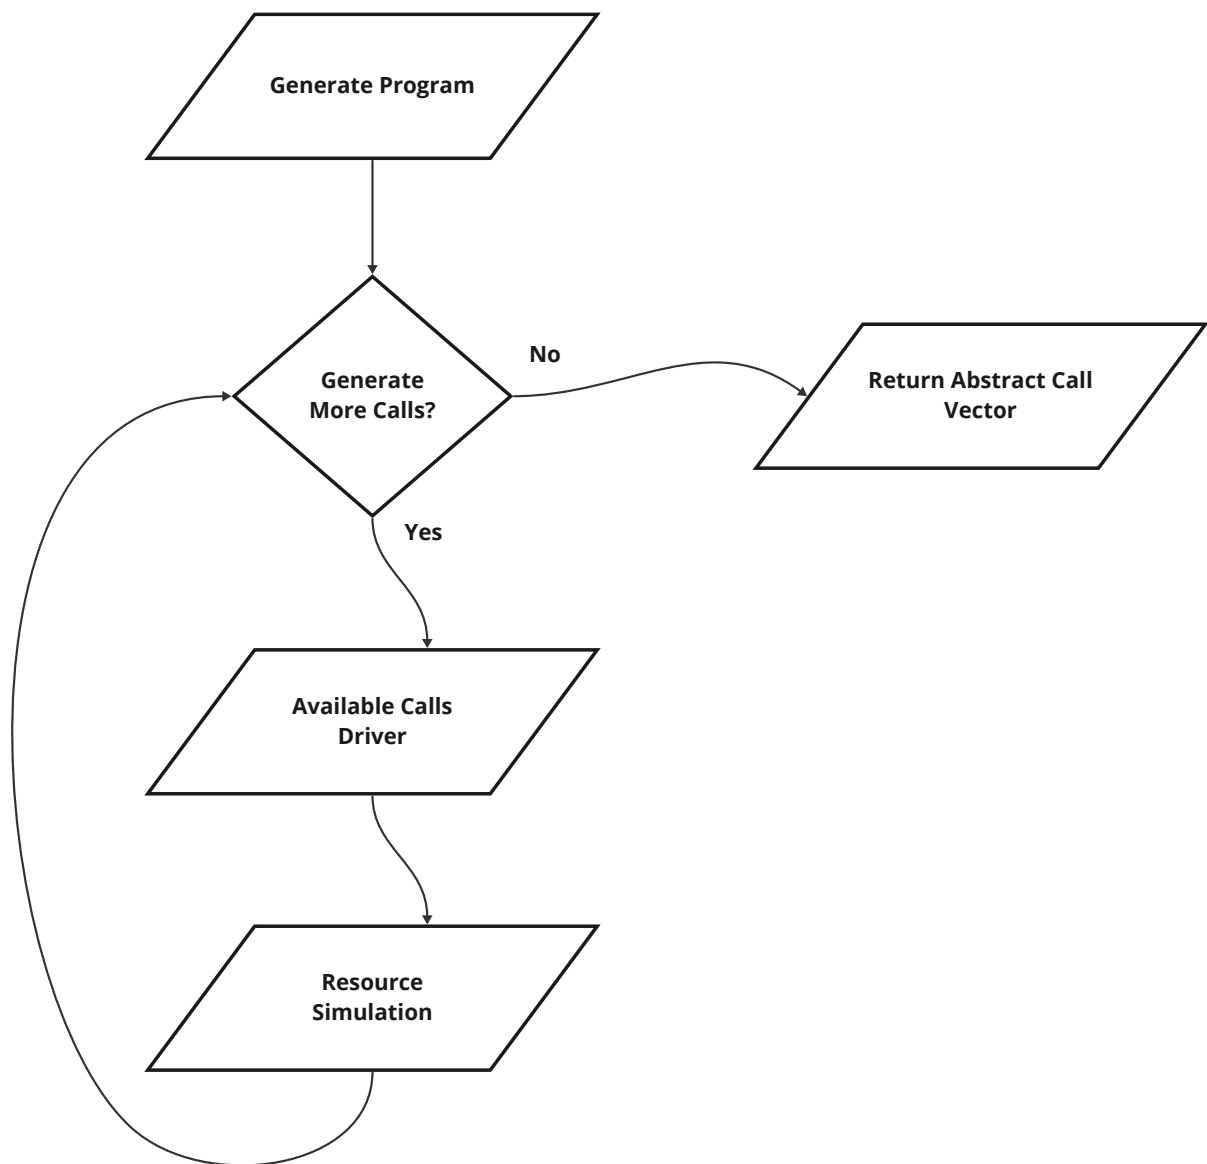 Generate Program
Generate
More Calls?
No
Return Abstract Call
Vector
Yes
Available Calls
Driver
Resource
Simulation